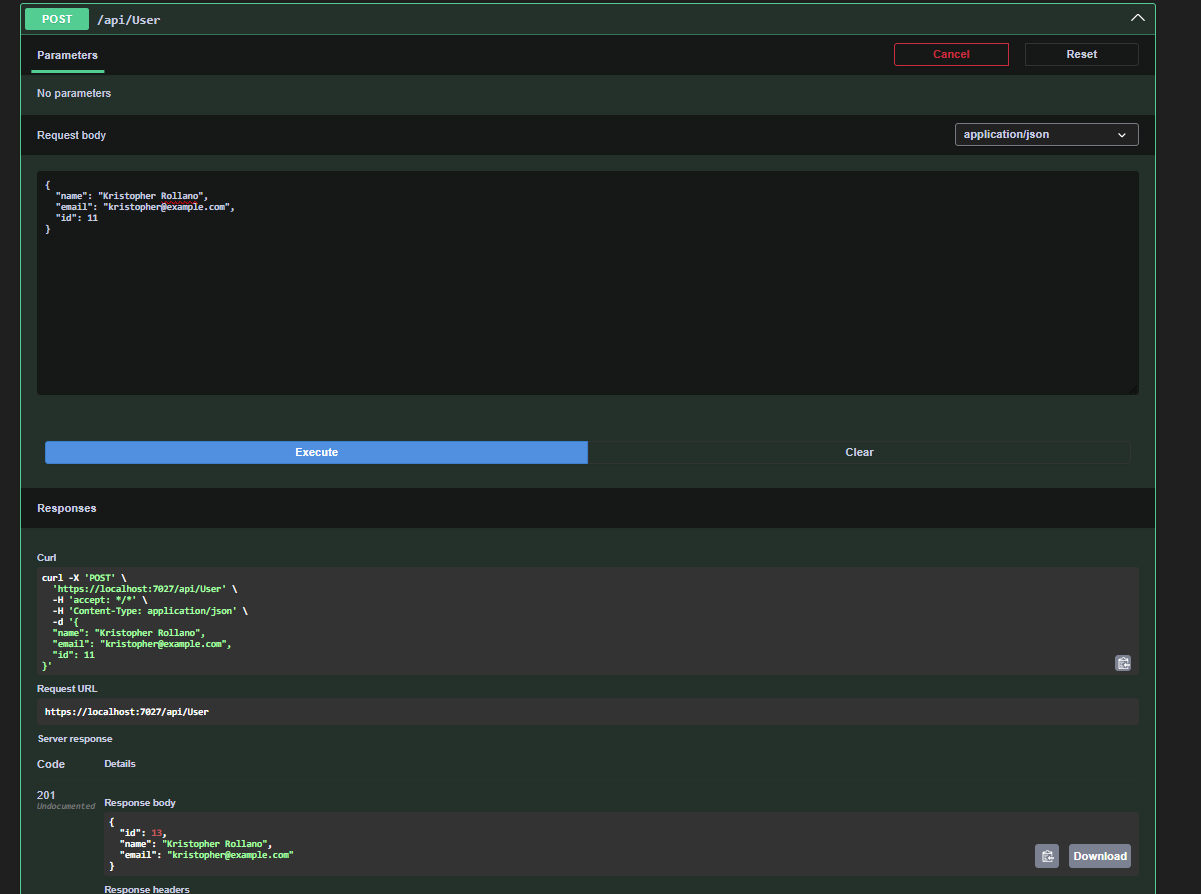 POST /api/User
Parameters
Cancel
Reset
No parameters
Request body
application/json
{
  "name": "Kristopher Rollano",
  "email": "kristopher@example.com",
  "id": 11
}
Execute
Clear
Responses
Curl
curl -X 'POST' \
  'https://localhost:7027/api/User' \
  -H 'accept: */*' \
  -H 'Content-Type: application/json' \
  -d '{
  "name": "Kristopher Rollano",
  "email": "kristopher@example.com",
  "id": 11
}'
Request URL
https://localhost:7027/api/User
Server response
Code Details
201
Undocumented
Response body
{
  "id": 13,
  "name": "Kristopher Rollano",
  "email": "kristopher@example.com"
}
Download
Response headers